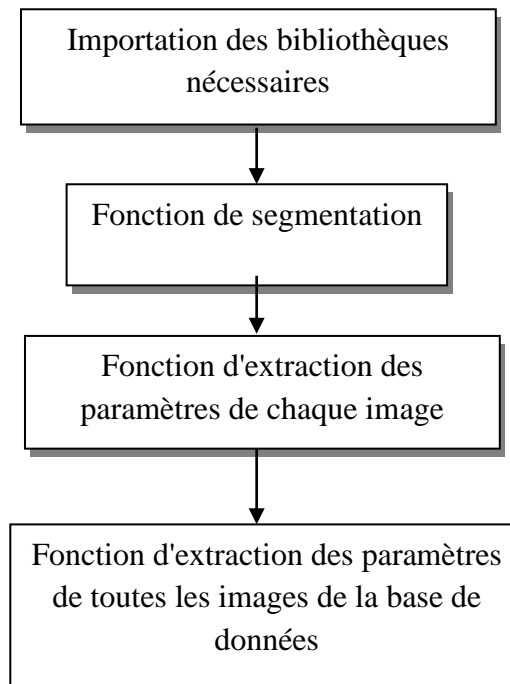 Importation des bibliothèques
nécessaires
Fonction de segmentation
Fonction d'extraction des
paramètres de chaque image
Fonction d'extraction des paramètres
de toutes les images de la base de
données